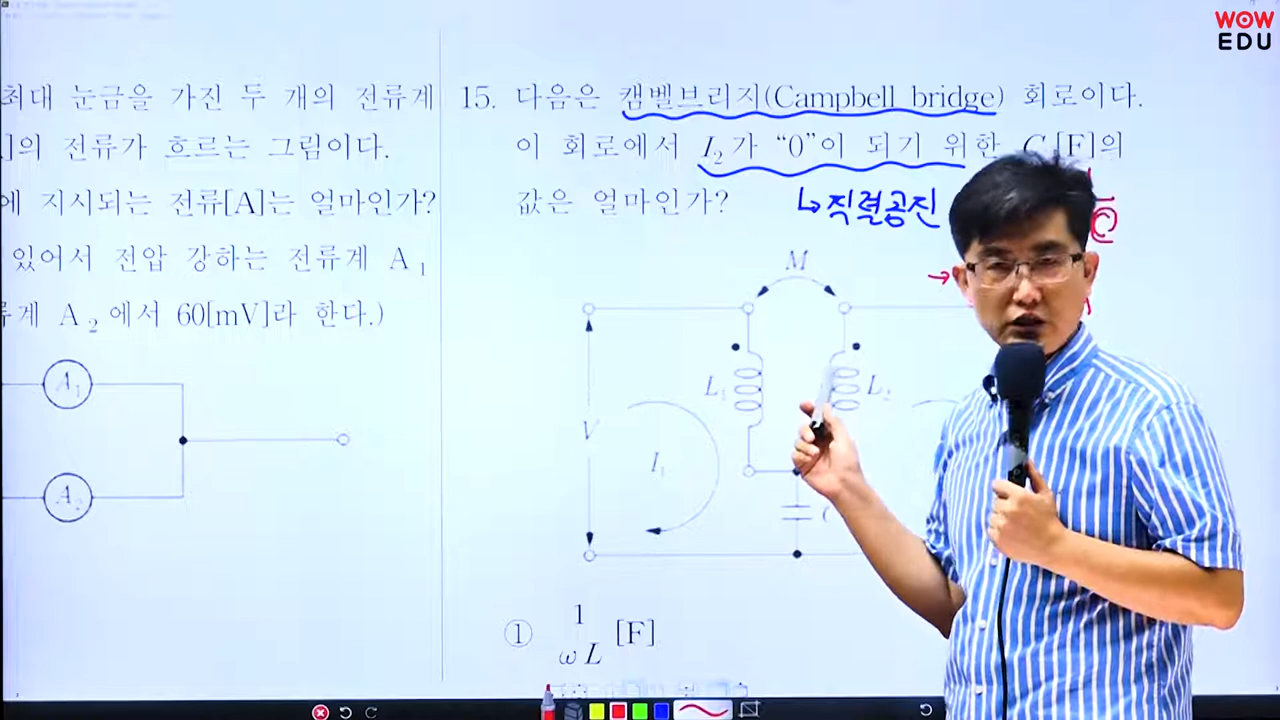 WOW
EDU
최대 눈금을 가진 두 개의 전류계
]의 전류가 흐르는 그림이다.
에 지시되는 전류[A]는 얼마인가?
있어서 전압 강하는 전류계 A₁
류계 A₂에서 60[mV]라 한다.)
A₁
A₂
15. 다음은 캠벨브리지(Campbell bridge) 회로이다.
이 회로에서 I₂가 “0”이 되기 위한 C [F]의
값은 얼마인가?
↳직렬공진
M
L₁
L₂
V
I₁
① 1/ωL [F]